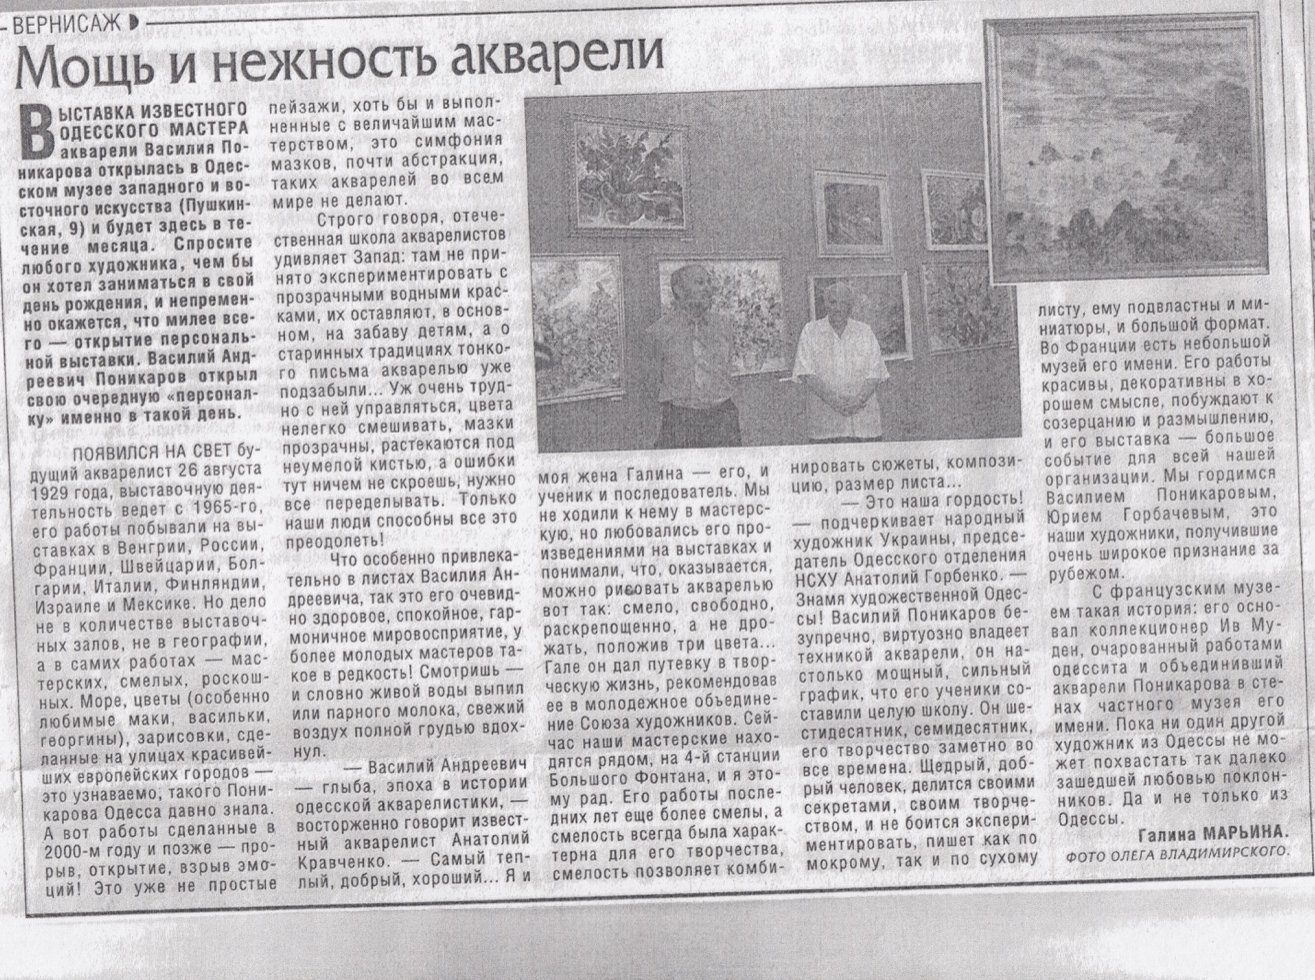 ВЕРНИСАЖ
Мощь и нежность акварели
ВЫСТАВКА ИЗВЕСТНОГО
ОДЕССКОГО МАСТЕРА
акварели Василия По-
никарова открылась в Одес-
ском музее западного и во-
сточного искусства (Пушкин-
ская, 9) и будет здесь в те-
чение месяца. Спросите
любого художника, чем бы
он хотел заниматься в свой
день рождения, и непремен-
но окажется, что милее все-
го — открытие персональ-
ной выставки. Василий Анд-
реевич Поникаров открыл
свою очередную «персонал-
ку» именно в такой день.
ПОЯВИЛСЯ НА СВЕТ бу-
дущий акварелист 26 августа
1929 года, выставочную дея-
тельность ведет с 1965-го,
его работы побывали на вы-
ставках в Венгрии, России,
Франции, Швейцарии, Бол-
гарии, Италии, Финляндии,
Израиле и Мексике. Но дело
не в количестве выставоч-
ных залов, не в географии,
а в самих работах — мас-
терских, смелых, роскош-
ных. Море, цветы (особенно
любимые маки, васильки,
георгины), зарисовки, сде-
ланные на улицах красивей-
ших европейских городов —
это узнаваемо, такого Пони-
карова Одесса давно знала.
А вот работы сделанные в
2000-м году и позже — про-
рыв, открытие, взрыв эмо-
ций! Это уже не простые
пейзажи, хоть бы и выпол-
ненные с величайшим мас-
терством, это симфония
мазков, почти абстракция,
таких акварелей во всем
мире не делают.
Строго говоря, отече-
ственная школа акварелистов
удивляет Запад: там не при-
нято экспериментировать с
прозрачными водными крас-
ками, их оставляют, в основ-
ном, на забаву детям, а о
старинных традициях тонко-
го письма акварелью уже
подзабыли... Уж очень труд-
но с ней управляться, цвета
нелегко смешивать, мазки
прозрачны, растекаются под
неумелой кистью, а ошибки
тут ничем не скроешь, нужно
все переделывать. Только
наши люди способны все это
преодолеть!
Что особенно привлека-
тельно в листах Василия Ан-
дреевича, так это его очевид-
но здоровое, спокойное, гар-
моничное мировосприятие, у
более молодых мастеров та-
кое в редкость! Смотришь —
и словно живой воды выпил
или парного молока, свежий
воздух полной грудью вдох-
нул.
— Василий Андреевич
— глыба, эпоха в истории
одесской акварелистики, —
восторженно говорит извест-
ный акварелист Анатолий
Кравченко. — Самый теп-
лый, добрый, хороший... Я и
моя жена Галина — его, и
ученик и последователь. Мы
не ходили к нему в мастерс-
кую, но любовались его про-
изведениями на выставках и
понимали, что, оказывается,
можно рисовать акварелью
вот так: смело, свободно,
раскрепощенно, а не дро-
жать, положив три цвета...
Гале он дал путевку в твор-
ческую жизнь, рекомендовав
ее в молодежное объедине-
ние Союза художников. Сей-
час наши мастерские нахо-
дятся рядом, на 4-й станции
Большого Фонтана, и я это-
му рад. Его работы послед-
них лет еще более смелы, а
смелость всегда была харак-
терна для его творчества,
смелость позволяет комби-
нировать сюжеты, компози-
цию, размер листа...
— Это наша гордость!
— подчеркивает народный
художник Украины, предсе-
датель Одесского отделения
НСХУ Анатолий Горбенко. —
Знамя художественной Одес-
сы! Василий Поникаров бе-
зупречно, виртуозно владеет
техникой акварели, он на-
столько мощный, сильный
график, что его ученики со-
ставили целую школу. Он ше-
стидесятник, семидесятник,
его творчество заметно во
все времена. Щедрый, доб-
рый человек, делится своими
секретами, своим творче-
ством, и не боится экспери-
ментировать, пишет как по
мокрому, так и по сухому
листу, ему подвластны и ми-
ниатюры, и большой формат.
Во Франции есть небольшой
музей его имени. Его работы
красивы, декоративны в хо-
рошем смысле, побуждают к
созерцанию и размышлению,
и его выставка — большое
событие для всей нашей
организации. Мы гордимся
Василием Поникаровым,
Юрием Горбачевым, это
наши художники, получившие
очень широкое признание за
рубежом.
С французским музе-
ем такая история: его осно-
вал коллекционер Ив Му-
ден, очарованный работами
одессита и объединивший
акварели Поникарова в сте-
нах частного музея его
имени. Пока ни один другой
художник из Одессы не мо-
жет похвастать так далеко
зашедшей любовью поклон-
ников. Да и не только из
Одессы.
Галина МАРЬИНА.
ФОТО ОЛЕГА ВЛАДИМИРСКОГО.